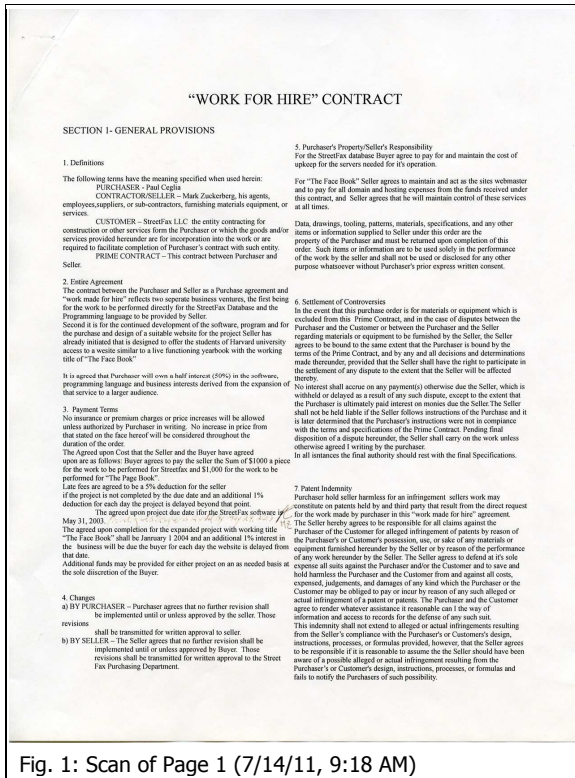 “WORK FOR HIRE” CONTRACT
SECTION 1- GENERAL PROVISIONS
1. Definitions
The following terms have the meaning specified when used herein:
PURCHASER - Paul Ceglia
CONTRACTOR/SELLER – Mark Zuckerberg, his agents,
employees,suppliers, or sub-contractors, furnishing materials equipment, or
services.
CUSTOMER – StreetFax LLC the entity contracting for
construction or other services form the Purchaser or which the goods and/or
services provided hereunder are for incorporation into the work or are
required to facilitate completion of Purchaser's contract with such entity.
PRIME CONTRACT – This contract between Purchaser and
Seller.
2. Entire Agreement
The contract between the Purchaser and Seller as a Purchase agreement and
“work made for hire” reflects two seperate business ventures, the first being
for the work to be performed directly for the StreetFax Database and the
Programming language to be provided by Seller.
Second it is for the continued development of the software, program and for
the purchase and design of a suitable website for the project Seller has
already initiated that is designed to offer the students of Harvard university
access to a wesite similar to a live functioning yearbook with the working
title of “The Face Book”
It is agreed that Purchaser will own a half interest (50%) in the software,
programming language and business interests derived from the expansion of
that service to a larger audience.
3. Payment Terms
No insurance or premium charges or price increases will be allowed
unless authorized by Purchaser in writing. No increase in price from
that stated on the face hereof will be considered throughout the
duration of the order.
The Agreed upon Cost that the Seller and the Buyer have agreed
upon are as follows: Buyer agrees to pay the seller the Sum of $1000 a piece
for the work to be performed for Streetfax and $1,000 for the work to be
performed for “The Page Book”.
Late fees are agreed to be a 5% deduction for the seller
if the project is not completed by the due date and an additional 1%
deduction for each day the project is delayed beyond that point.
The agreed upon project due date ifor the StreetFax software is
May 31, 2003.
The agreed upon completion for the expanded project with working title
“The Face Book” shall be Janruary 1 2004 and an additional 1% interest in
the business will be due the buyer for each day the website is delayed from
that date.
Additional funds may be provided for either project on an as needed basis at
the sole discretion of the Buyer.
4. Changes
a) BY PURCHASER – Purchaser agrees that no further revision shall
be implemented until or unless approved by the seller. Those
revisions
shall be transmitted for written approval to seller.
b) BY SELLER – The Seller agrees that no further revision shall be
implemented until or unless approved by Buyer. Those
revisions shall be transmitted for written approval to the Street
Fax Purchasing Department.
5. Purchaser's Property/Seller's Responsibility
For the StreetFax database Buyer agree to pay for and maintain the cost of
upkeep for the servers needed for it's operation.
For “The Face Book” Seller agrees to maintain and act as the sites webmaster
and to pay for all domain and hosting expenses from the funds received under
this contract, and Seller agrees that he will maintain control of these services
at all times.
Data, drawings, tooling, patterns, materials, specifications, and any other
items or information supplied to Seller under this order are the
property of the Purchaser and must be returned upon completion of this
order. Such items or information are to be used solely in the performance
of the work by the seller and shall not be used or disclosed for any other
purpose whatsoever without Purchaser's prior express written consent.
6. Settlement of Controversies
In the event that this purchase order is for materials or equipment which is
excluded from this Prime Contract, and in the case of disputes between the
Purchaser and the Customer or between the Purchaser and the Seller
regarding materials or equipment to be furnished by the Seller, the Seller
agrees to be bound to the same extent that the Purchaser is bound by the
terms of the Prime Contract, and by any and all decisions and determinations
made thereunder, provided that the Seller shall have the right to participate in
the settlement of any dispute to the extent that the Seller will be affected
thereby.
No interest shall accrue on any payment(s) otherwise due the Seller, which is
withheld or delayed as a result of any such dispute, except to the extent that
the Purchaser is ultimately paid interest on monies due the Seller.The Seller
shall not be held liable if the Seller follows instructions of the Purchase and it
is later determined that the Purchaser's instructions were not in compiance
with the terms and specifications of the Prime Contract. Pending final
disposition of a dispute hereunder, the Seller shall carry on the work unless
otherwise agreed I writing by the purchaser.
In all isntances the final authority should rest with the final Specifications.
7. Patent Indemnity
Purchaser hold seller harmless for an infringement sellers work may
constitute on patents held by and third party that result from the direct request
for the work made by purchaser in this “work made for hire” agreement.
The Seller hereby agrees to be responsible for all claims against the
Purchaser of the Customer for alleged infringement of patents by reason of
the Purchaser's or Customer's possession, use, or sake of any materials or
equipment furnished hereunder by the Seller or by reason of the performance
of any work hereunder by the Seller. The Seller agress to defend at it's sole
expense all suits against the Purchaser and/or the Customer and to save and
hold harmless the Purchaser and the Customer from and against all costs,
expensed, judgements, and damages of any kind which the Purchaser or the
Customer may be obliged to pay or incur by reason of any such alleged or
actual infringement of a patent or patents. The Purchaser and the Customer
agree to render whatever assistance it reasonable can I the way of
information and access to records for the defense of any such suit.
This indemnity shall not extend to alleged or actual infringements resulting
from the Seller's compliance with the Purchaser's or Customers's design,
instructions, processes, or formulas provided, however, that the Seller agrees
to be responsible if it is reasonable to assume the the Seller should have been
aware of a possible alleged or actual infringement resulting from the
Purchaser's or Customer's design, instructions, processes, or formulas and
fails to notify the Purchasers of such possibility.
Fig. 1: Scan of Page 1 (7/14/11, 9:18 AM)